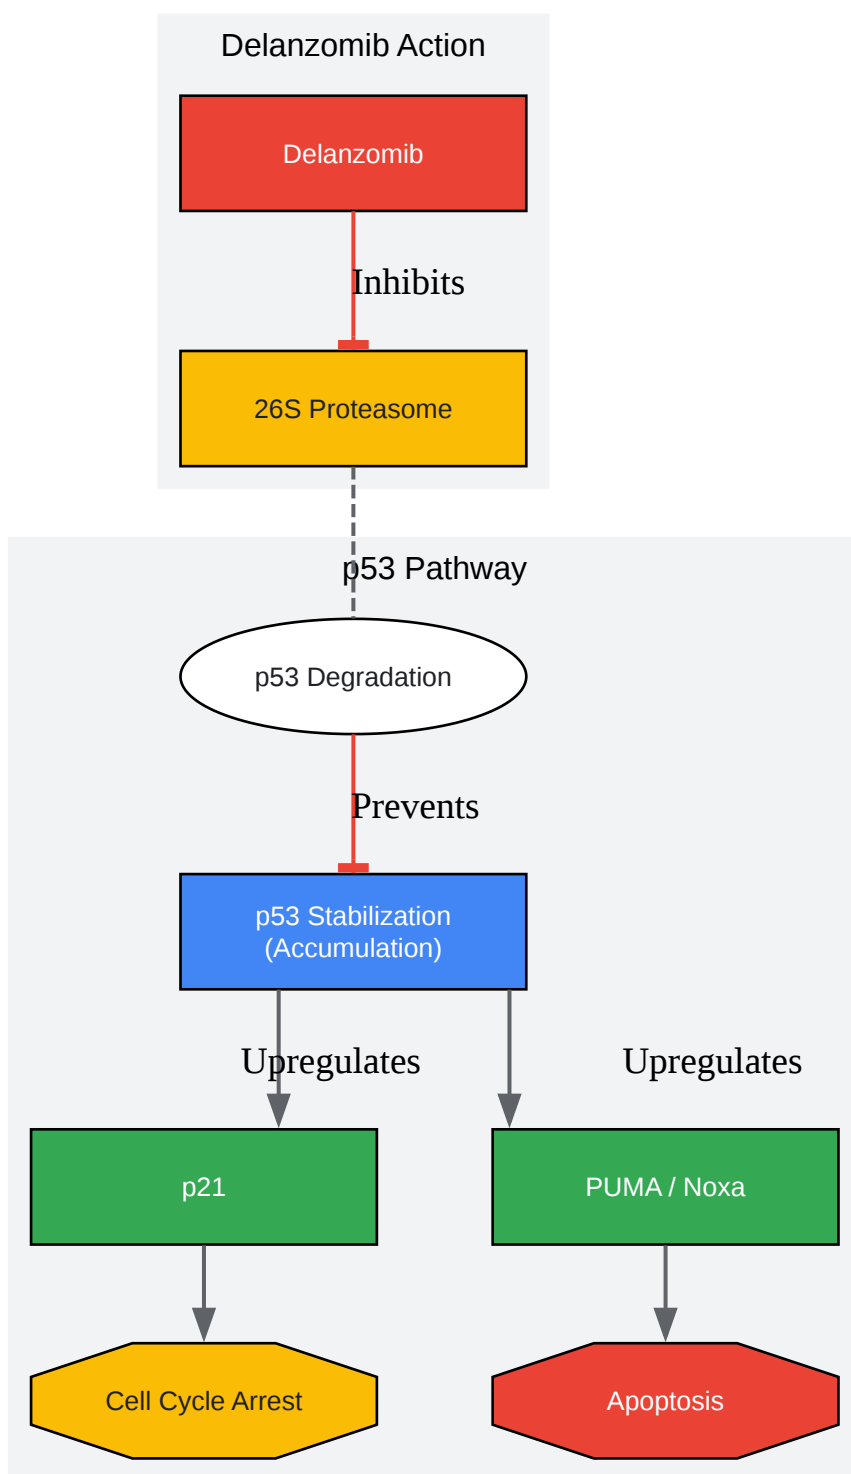 Delanzomib Action
Delanzomib
Inhibits
26S Proteasome
p53 Pathway
p53 Degradation
Prevents
p53 Stabilization
(Accumulation)
Upregulates
Upregulates
p21
PUMA / Noxa
Cell Cycle Arrest
Apoptosis